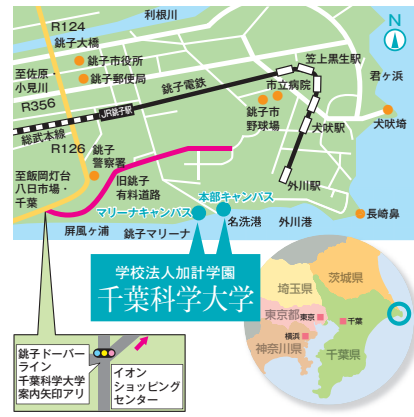 利根川
R124
N
銚子大橋
銚子市役所
笠上黒生駅
至佐原・
小見川
銚子郵便局
市立病院
君ヶ浜
銚子電鉄
R356
JR銚子駅
銚子市
野球場
犬吠駅
犬吠埼
総武本線
R126
銚子
警察署
至飯岡灯台
八日市場・
千葉
旧銚子
有料道路
外川駅
本部キャンパス
マリーナキャンパス
長崎鼻
屏風ヶ浦
銚子マリーナ
名洗港
外川港
学校法人加計学園
千葉科学大学
茨城県
埼玉県
東京都
東京
千葉
横浜
神奈川県
千葉県
銚子ドーバー
ライン
千葉科学大学
案内矢印アリ
イオン
ショッピング
センター